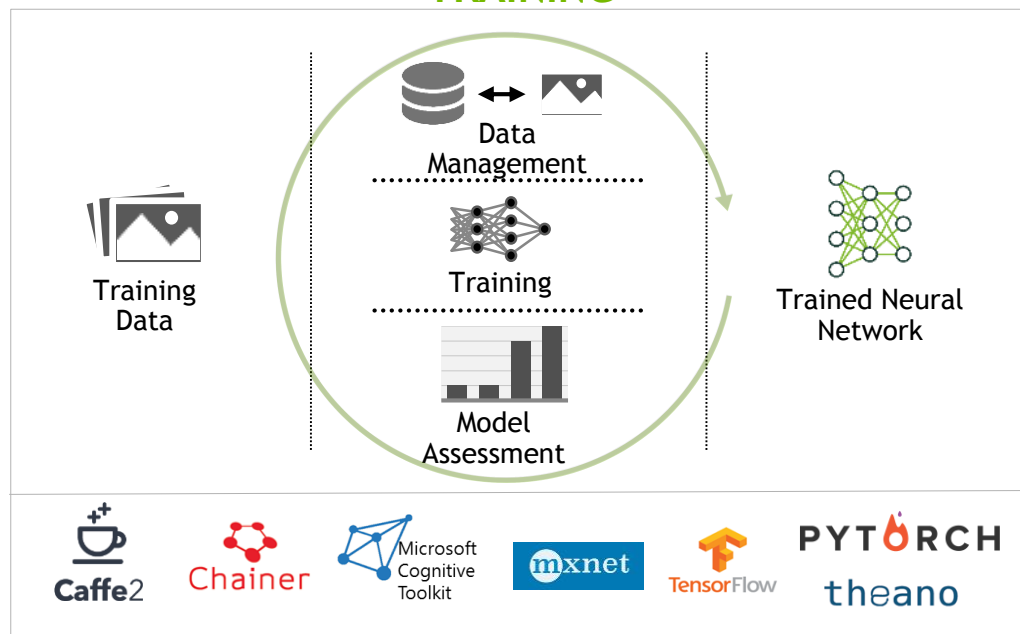 TRAINING
Data
Management
Training
Data
Training
Model
Assessment
Trained Neural
Network
Caffe2
Chainer
Microsoft
Cognitive
Toolkit
mxnet
TensorFlow
PYTORCH
theano